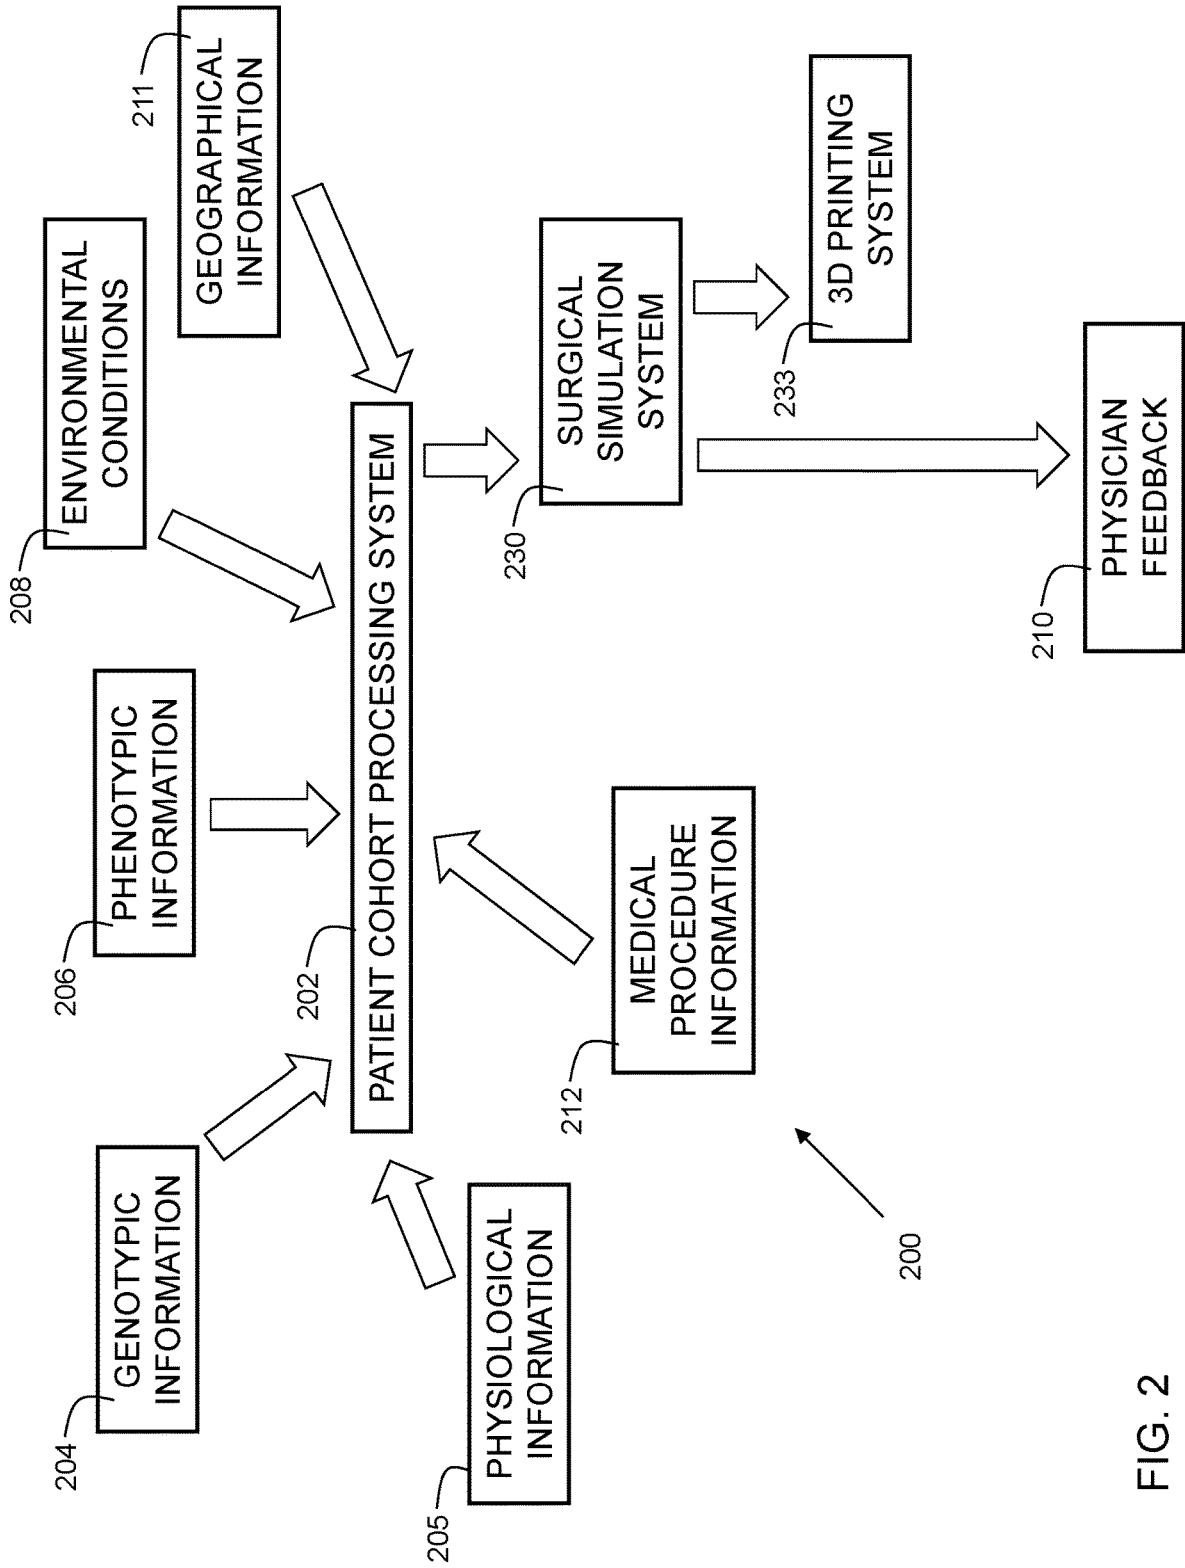 208
ENVIRONMENTAL
CONDITIONS
211
GEOGRAPHICAL
INFORMATION
206
PHENOTYPIC
INFORMATION
204
GENOTYPIC
INFORMATION
202
PATIENT COHORT PROCESSING SYSTEM
205
PHYSIOLOGICAL
INFORMATION
212
MEDICAL
PROCEDURE
INFORMATION
230
SURGICAL
SIMULATION
SYSTEM
233
3D PRINTING
SYSTEM
210
PHYSICIAN
FEEDBACK
200
FIG. 2